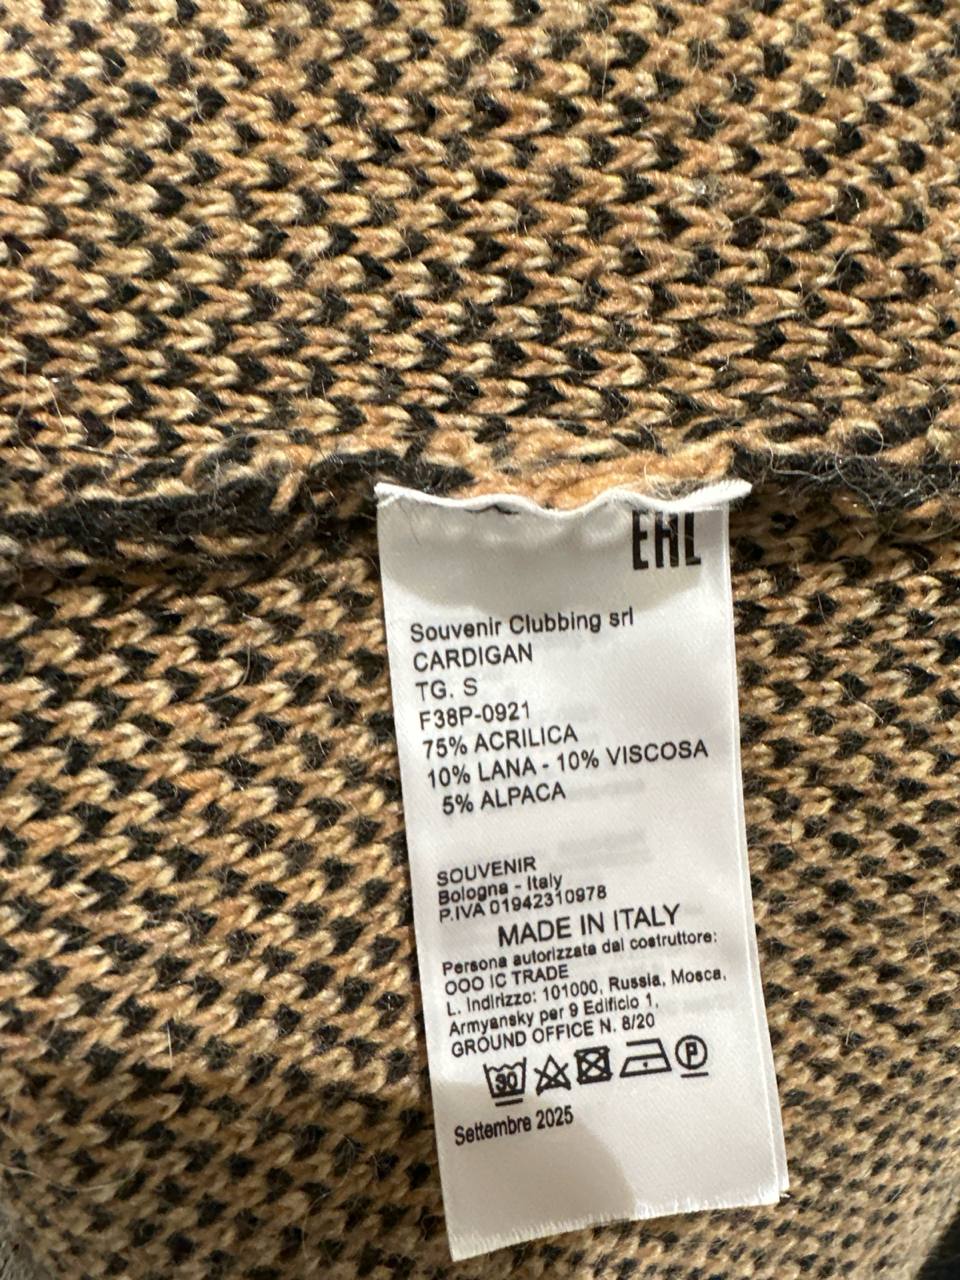 EAC
Souvenir Clubbing srl
CARDIGAN
TG. S
F38P-0921
75% ACRILICA
10% LANA - 10% VISCOSA
5% ALPACA
SOUVENIR
Bologna - Italy
P.IVA 01942310978
MADE IN ITALY
Persona autorizzata dal costruttore:
OOO IC TRADE
L. Indirizzo: 101000, Russia, Mosca,
Armyansky per 9 Edificio 1,
GROUND OFFICE N. 8/20
30 P
Settembre 2025